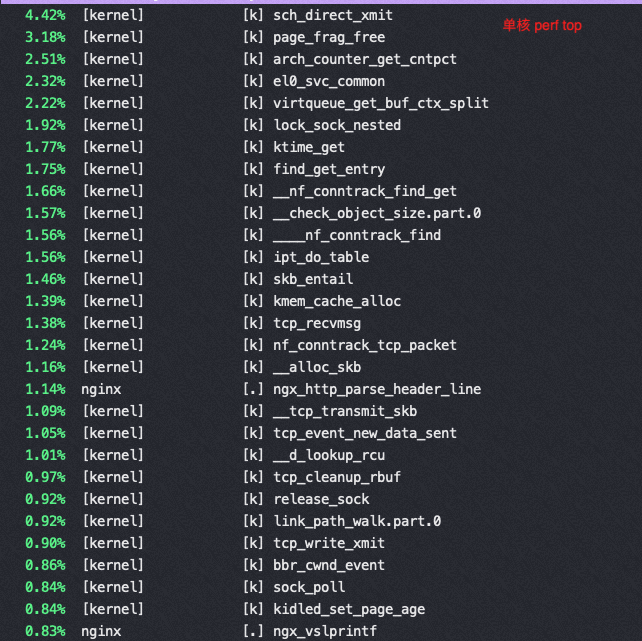 4.42% [kernel] [k] sch_direct_xmit
单核 perf top
3.18% [kernel] [k] page_frag_free
2.51% [kernel] [k] arch_counter_get_cntpct
2.32% [kernel] [k] el0_svc_common
2.22% [kernel] [k] virtqueue_get_buf_ctx_split
1.92% [kernel] [k] lock_sock_nested
1.77% [kernel] [k] ktime_get
1.75% [kernel] [k] find_get_entry
1.66% [kernel] [k] __nf_conntrack_find_get
1.57% [kernel] [k] __check_object_size.part.0
1.56% [kernel] [k] ____nf_conntrack_find
1.56% [kernel] [k] ipt_do_table
1.46% [kernel] [k] skb_entail
1.39% [kernel] [k] kmem_cache_alloc
1.38% [kernel] [k] tcp_recvmsg
1.24% [kernel] [k] nf_conntrack_tcp_packet
1.16% [kernel] [k] __alloc_skb
1.14% nginx [.] ngx_http_parse_header_line
1.09% [kernel] [k] __tcp_transmit_skb
1.05% [kernel] [k] tcp_event_new_data_sent
1.01% [kernel] [k] __d_lookup_rcu
0.97% [kernel] [k] tcp_cleanup_rbuf
0.92% [kernel] [k] release_sock
0.92% [kernel] [k] link_path_walk.part.0
0.90% [kernel] [k] tcp_write_xmit
0.86% [kernel] [k] bbr_cwnd_event
0.84% [kernel] [k] sock_poll
0.84% [kernel] [k] kidled_set_page_age
0.83% nginx [.] ngx_vslprintf